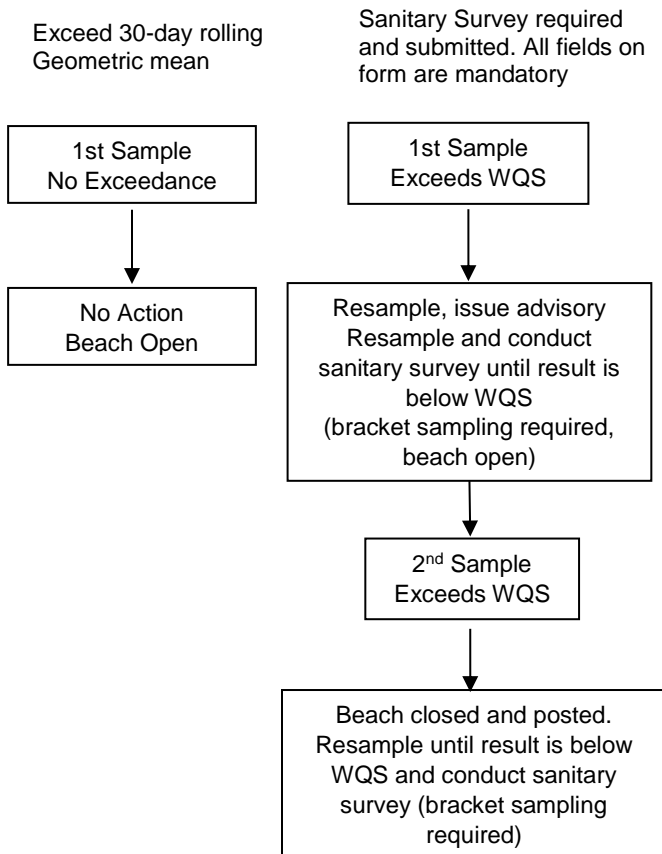 Exceed 30-day rolling
Geometric mean
1st Sample
No Exceedance
No Action
Beach Open
Sanitary Survey required
and submitted. All fields on
form are mandatory
1st Sample
Exceeds WQS
Resample, issue advisory
Resample and conduct
sanitary survey until result is
below WQS
(bracket sampling required,
beach open)
2nd Sample
Exceeds WQS
Beach closed and posted.
Resample until result is below
WQS and conduct sanitary
survey (bracket sampling
required)